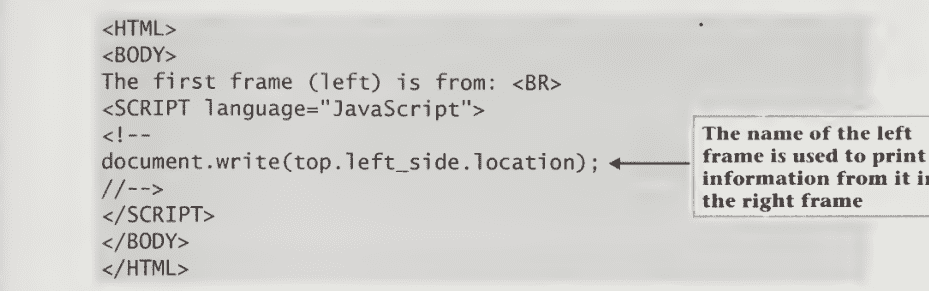 <HTML>
<BODY>
The first frame (left) is from: <BR>
<SCRIPT language="JavaScript">
<!--
document.write(top.left_side.location);
//-->
</SCRIPT>
</BODY>
</HTML>
The name of the left
frame is used to print
information from it
the right frame